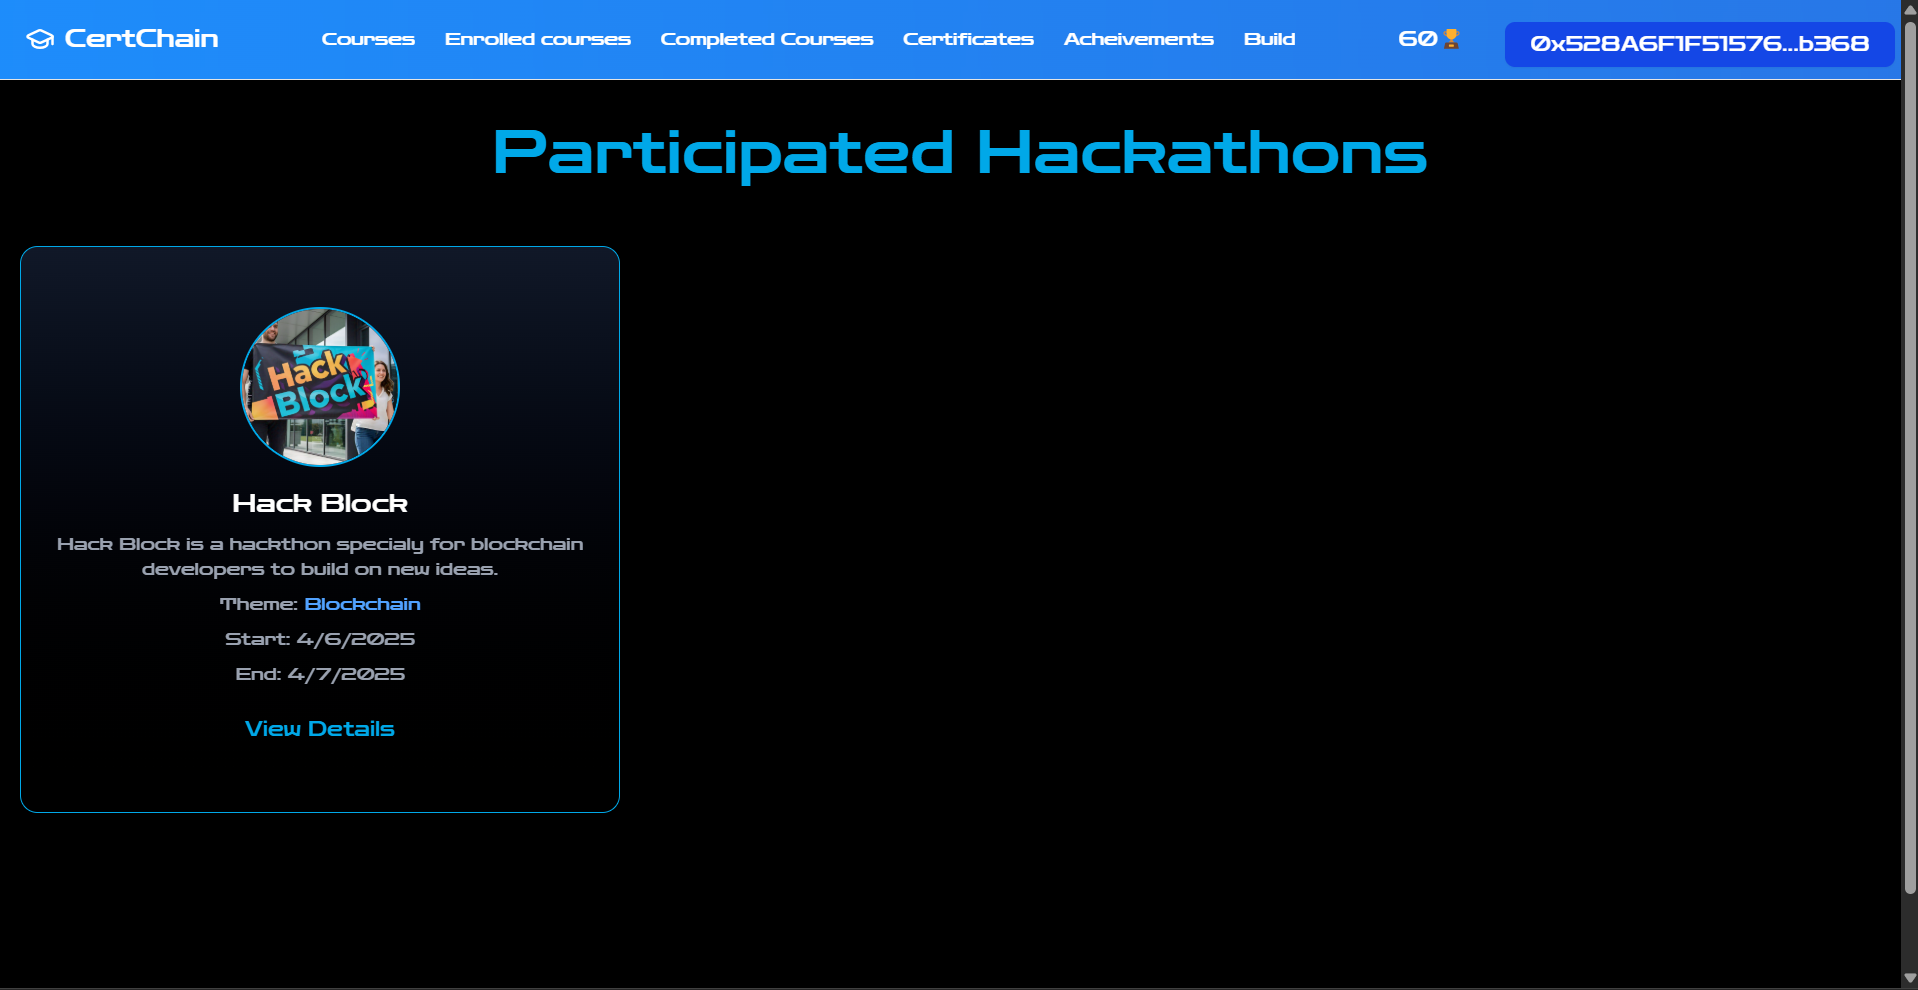 CertChain
Courses
Enrolled courses
Completed Courses
Certificates
Acheivements
Build
60
0x528A6F1F51576...b368
Participated Hackathons
Hack
Block
Hack Block
Hack Block is a hackthon specialy for blockchain
developers to build on new ideas.
Theme: Blockchain
Start: 4/6/2025
End: 4/7/2025
View Details